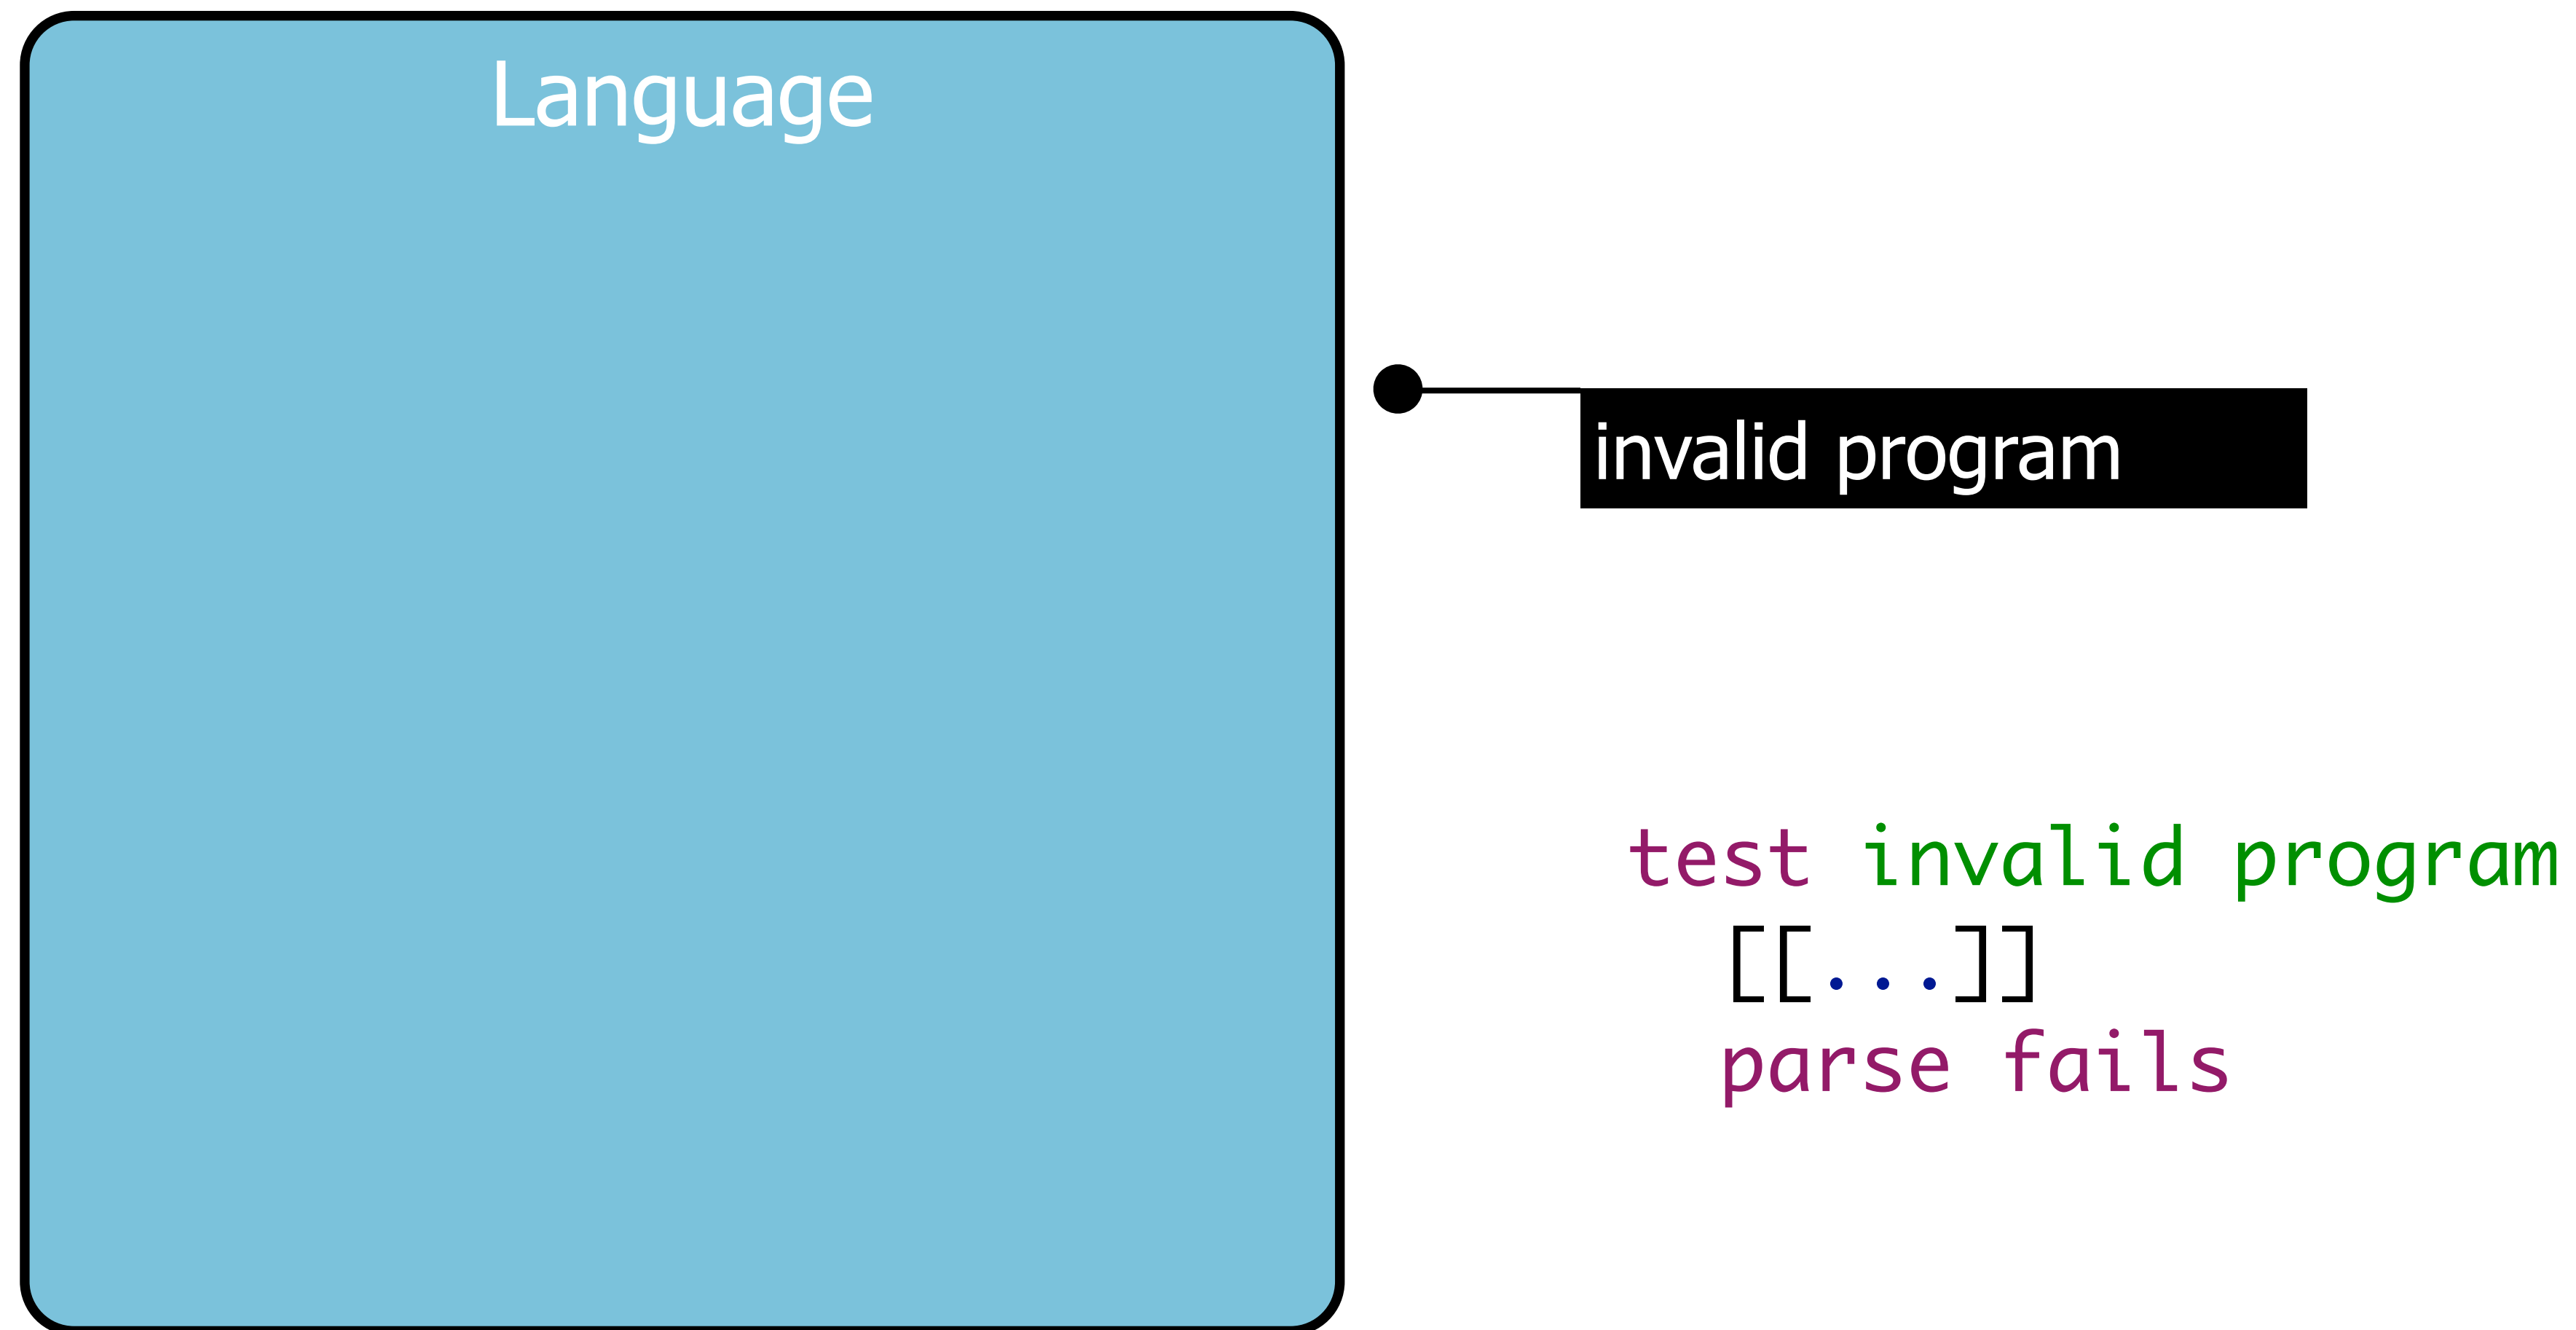 Language
invalid program
test invalid program
[[...]]
parse fails